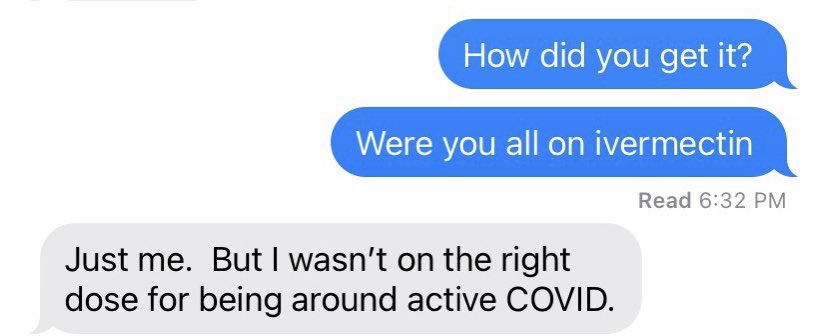 How did you get it?
Were you all on ivermectin
Read 6:32 PM
Just me.  But I wasn't on the right
dose for being around active COVID.